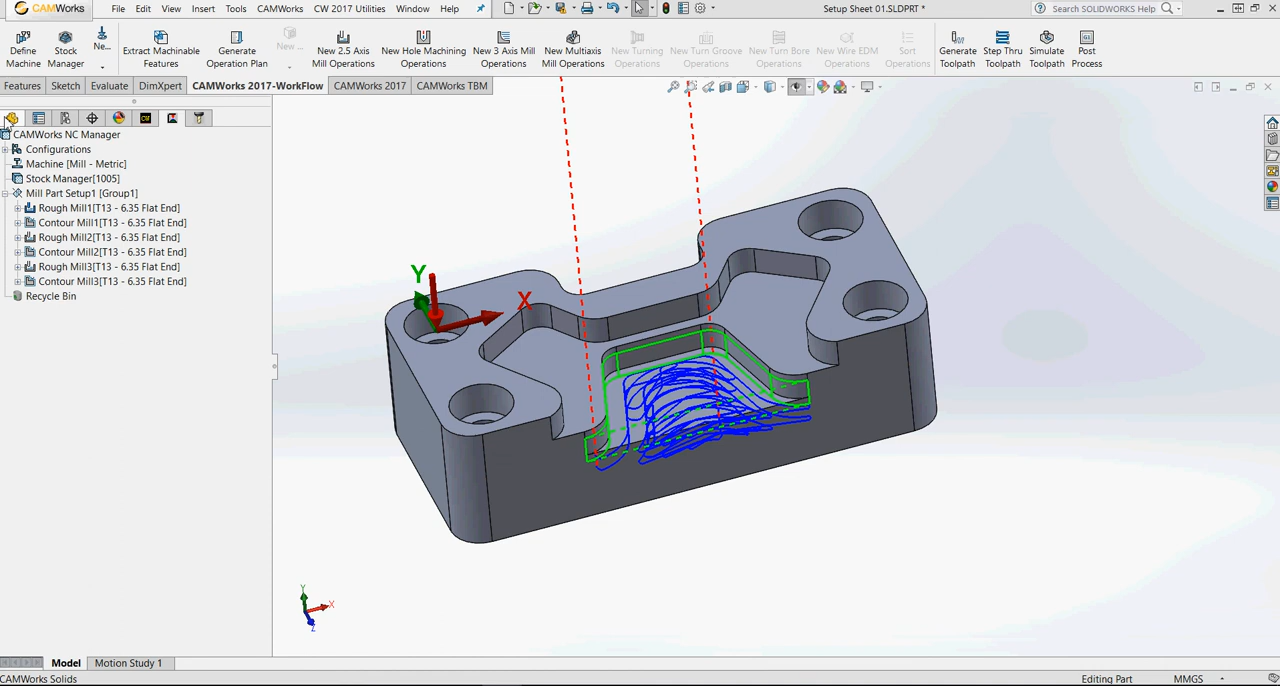 CAMWorks File Edit View Insert Tools CAMWorks CW 2017 Utilities Window Help Setup Sheet 01.SLDPRT * Search SOLIDWORKS Help
Define Machine
Stock Manager
Ne...
Extract Machinable Features
Generate Operation Plan
New ...
New 2.5 Axis Mill Operations
New Hole Machining Operations
New 3 Axis Mill Operations
New Multiaxis Mill Operations
New Turning Operations
New Turn Groove Operations
New Turn Bore Operations
New Wire EDM Operations
Sort Operations
Generate Toolpath
Step Thru Toolpath
Simulate Toolpath
G1
Post Process
Features Sketch Evaluate DimXpert CAMWorks 2017-WorkFlow CAMWorks 2017 CAMWorks TBM
CAMWorks NC Manager
Configurations
Machine [Mill - Metric]
Stock Manager[1005]
Mill Part Setup1 [Group1]
Rough Mill1[T13 - 6.35 Flat End]
Contour Mill1[T13 - 6.35 Flat End]
Rough Mill2[T13 - 6.35 Flat End]
Contour Mill2[T13 - 6.35 Flat End]
Rough Mill3[T13 - 6.35 Flat End]
Contour Mill3[T13 - 6.35 Flat End]
Recycle Bin
Y
X
Y
X
Z
Model Motion Study 1
CAMWorks Solids Editing Part MMGS